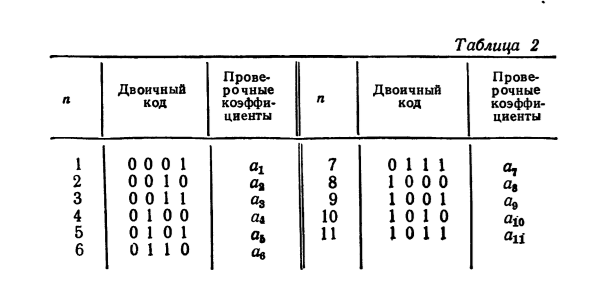 Таблица 2
n Двоичный код Прове-рочные коэффи-циенты n Двоичный код Прове-рочные коэффи-циенты
1 0 0 0 1 a₁ 7 0 1 1 1 a₇
2 0 0 1 0 a₂ 8 1 0 0 0 a₈
3 0 0 1 1 a₃ 9 1 0 0 1 a₉
4 0 1 0 0 a₄ 10 1 0 1 0 a₁₀
5 0 1 0 1 a₅ 11 1 0 1 1 a₁₁
6 0 1 1 0 a₆